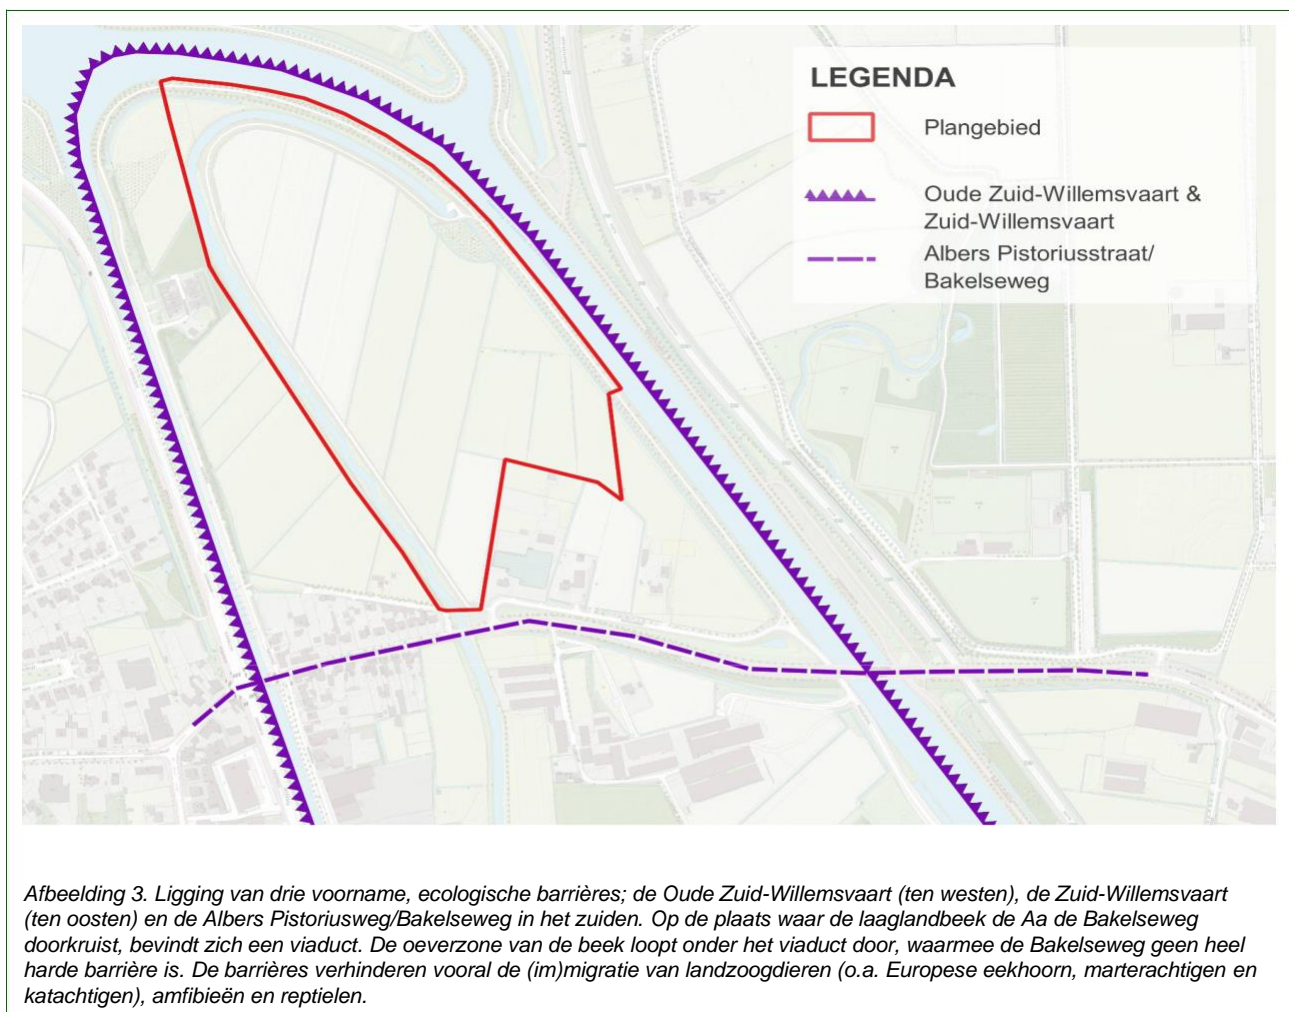 LEGENDA
Plangebied
Oude Zuid-Willemsvaart &
Zuid-Willemsvaart
Albers Pistoriusstraat/
Bakelseweg
Afbeelding 3. Ligging van drie voorname, ecologische barrières; de Oude Zuid-Willemsvaart (ten westen), de Zuid-Willemsvaart
(ten oosten) en de Albers Pistoriusweg/Bakelseweg in het zuiden. Op de plaats waar de laaglandbeek de Aa de Bakelseweg
doorkruist, bevindt zich een viaduct. De oeverzone van de beek loopt onder het viaduct door, waarmee de Bakelseweg geen heel
harde barrière is. De barrières verhinderen vooral de (im)migratie van landzoogdieren (o.a. Europese eekhoorn, marterachtigen en
katachtigen), amfibieën en reptielen.